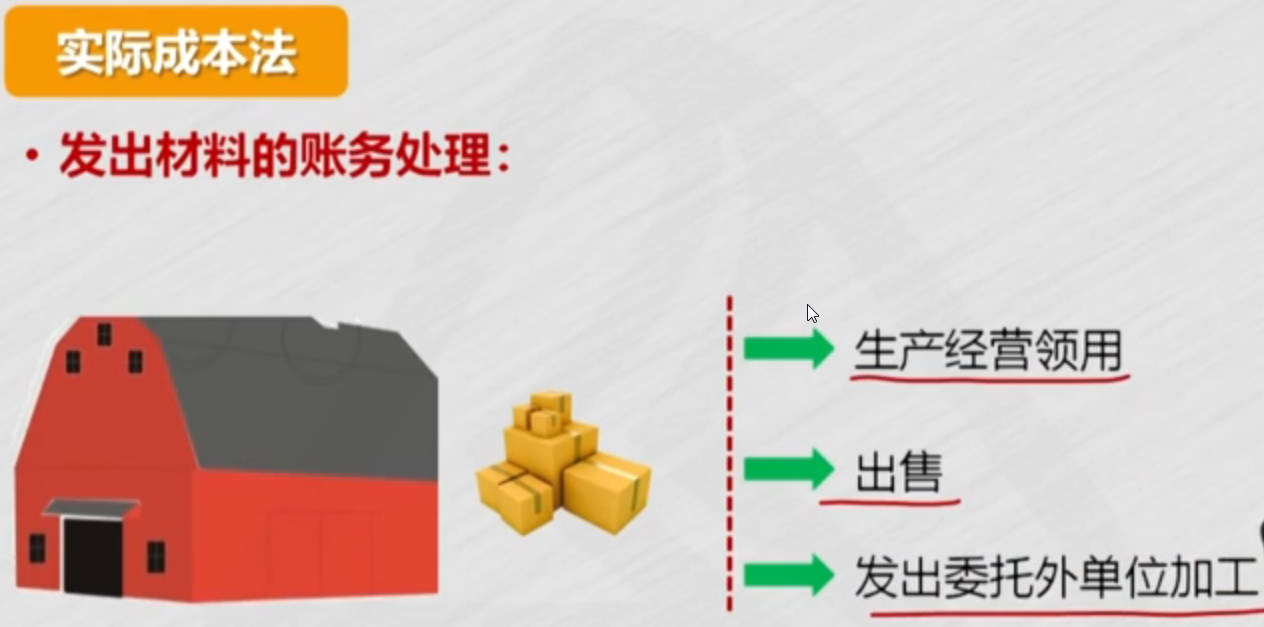 实际成本法
• 发出材料的账务处理：
生产经营领用
出售
发出委托外单位加工